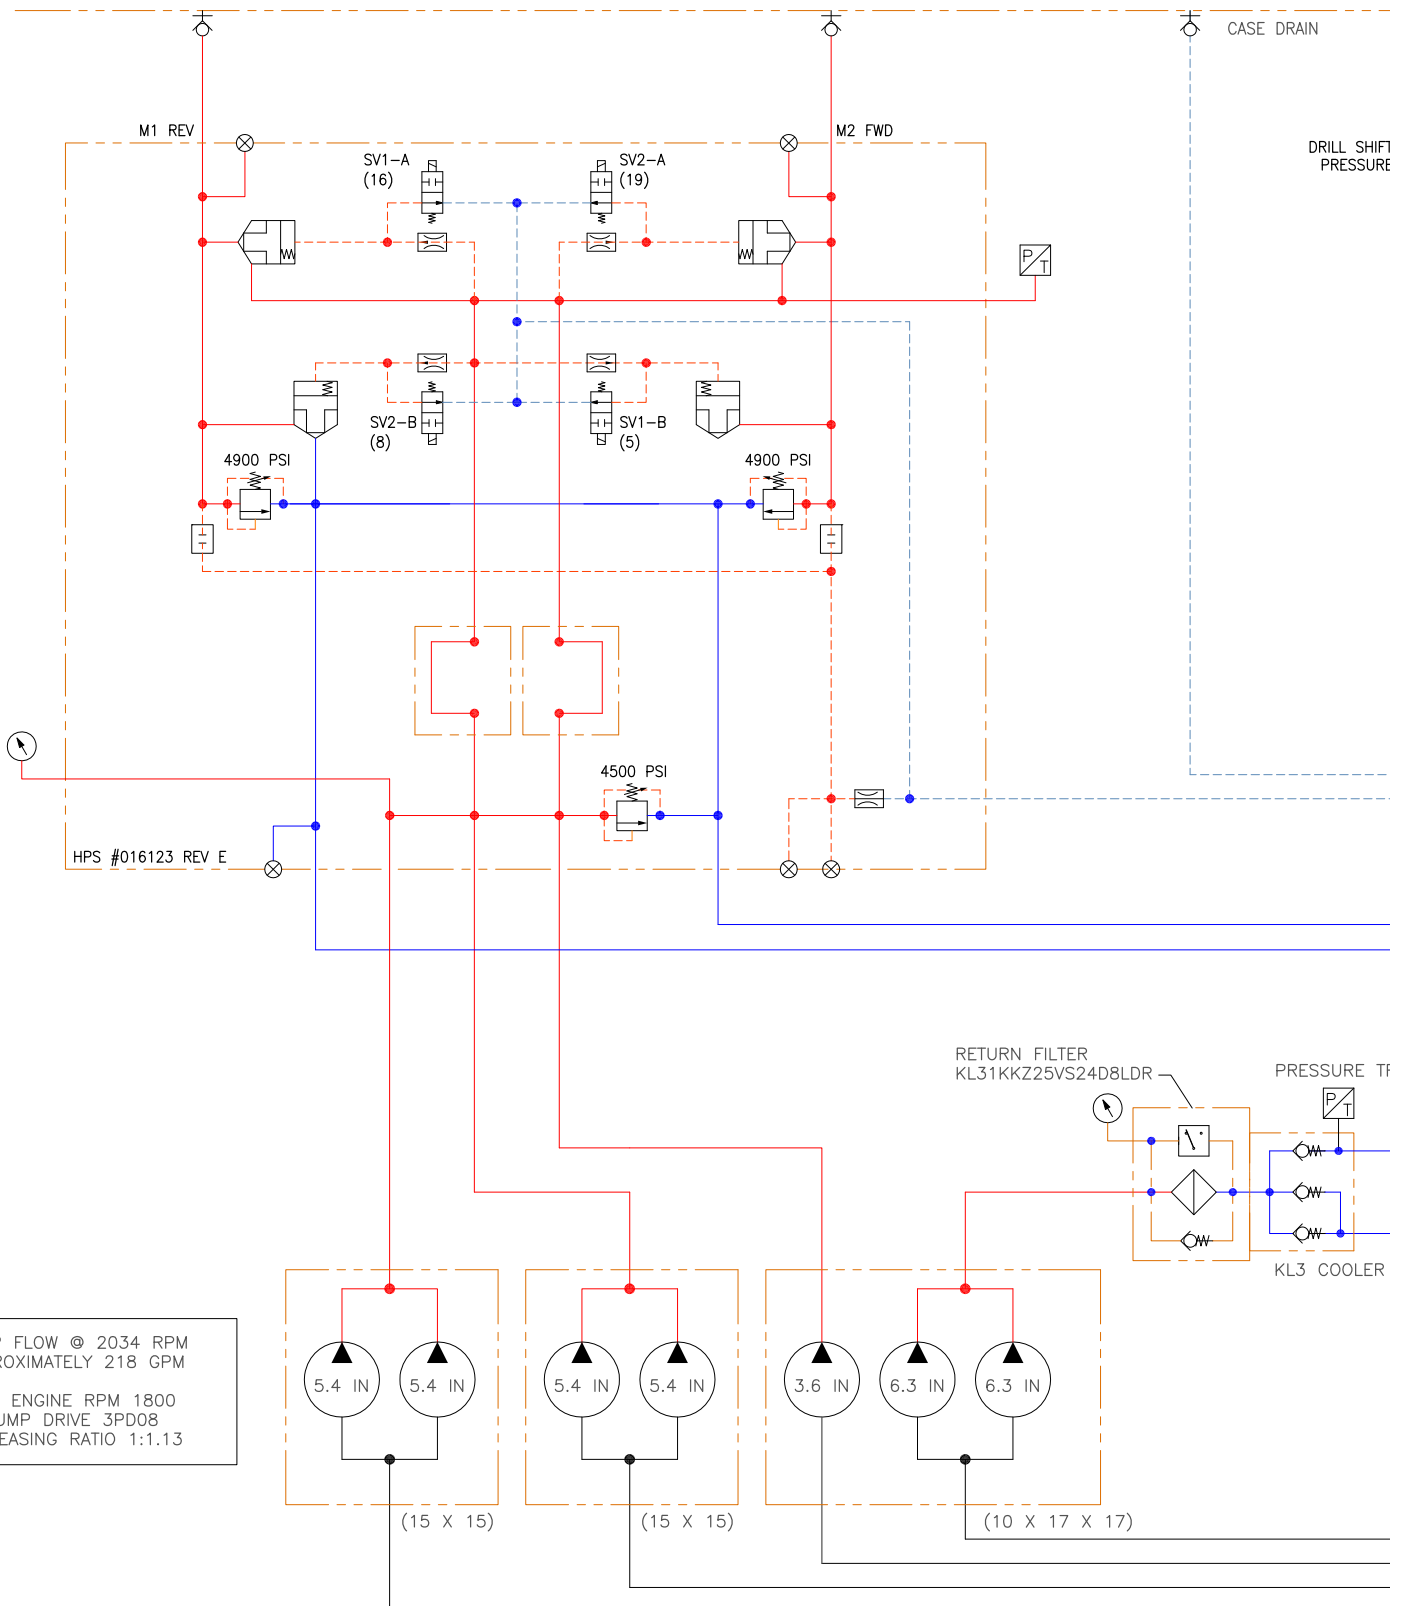 CASE DRAIN
M1 REV
M2 FWD
DRILL SHIFT
PRESSURE
SV1-A
(16)
SV2-A
(19)
P/T
SV2-B
(8)
SV1-B
(5)
4900 PSI
4900 PSI
4500 PSI
HPS #016123 REV E
RETURN FILTER
KL31KKZ25VS24D8LDR
PRESSURE
P/T
KL3 COOLER
FLOW @ 2034 RPM
218 GPM
ENGINE RPM 1800
DRIVE 3PD08
RATIO 1:1.13
5.4 IN
5.4 IN
5.4 IN
5.4 IN
3.6 IN
6.3 IN
6.3 IN
(15 X 15)
(15 X 15)
(10 X 17 X 17)